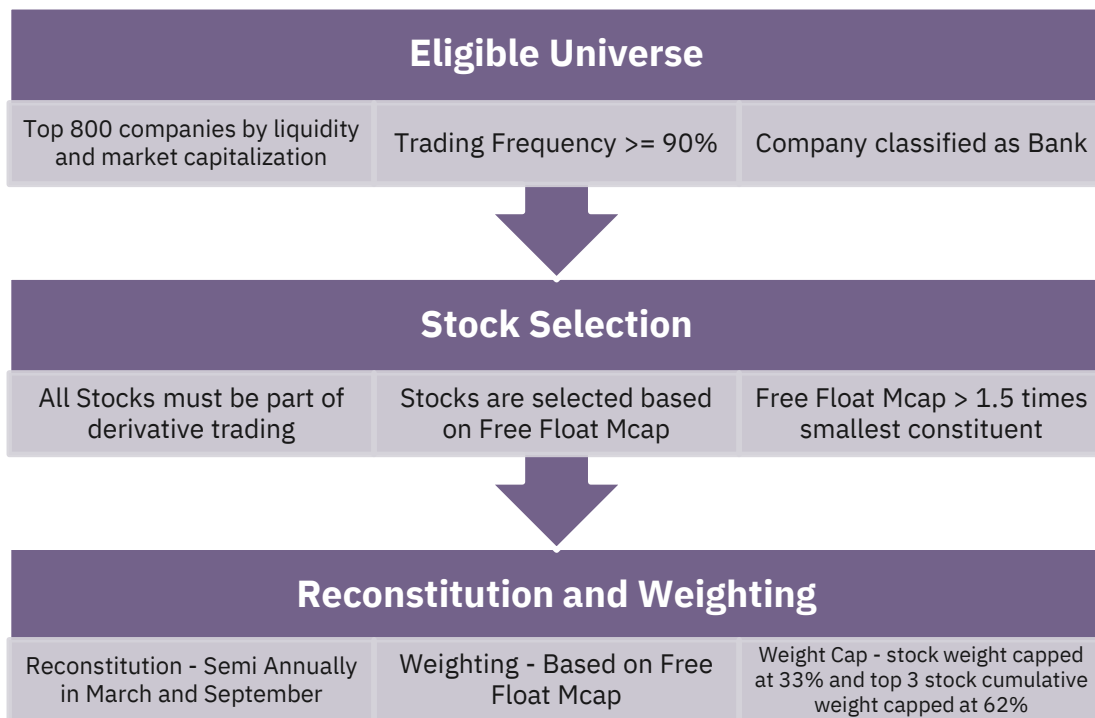 Eligible Universe
Top 800 companies by liquidity
and market capitalization
Trading Frequency >= 90%
Company classified as Bank
Stock Selection
All Stocks must be part of
derivative trading
Stocks are selected based
on Free Float Mcap
Free Float Mcap > 1.5 times
smallest constituent
Reconstitution and Weighting
Reconstitution - Semi Annually
in March and September
Weighting - Based on Free
Float Mcap
Weight Cap - stock weight capped
at 33% and top 3 stock cumulative
weight capped at 62%